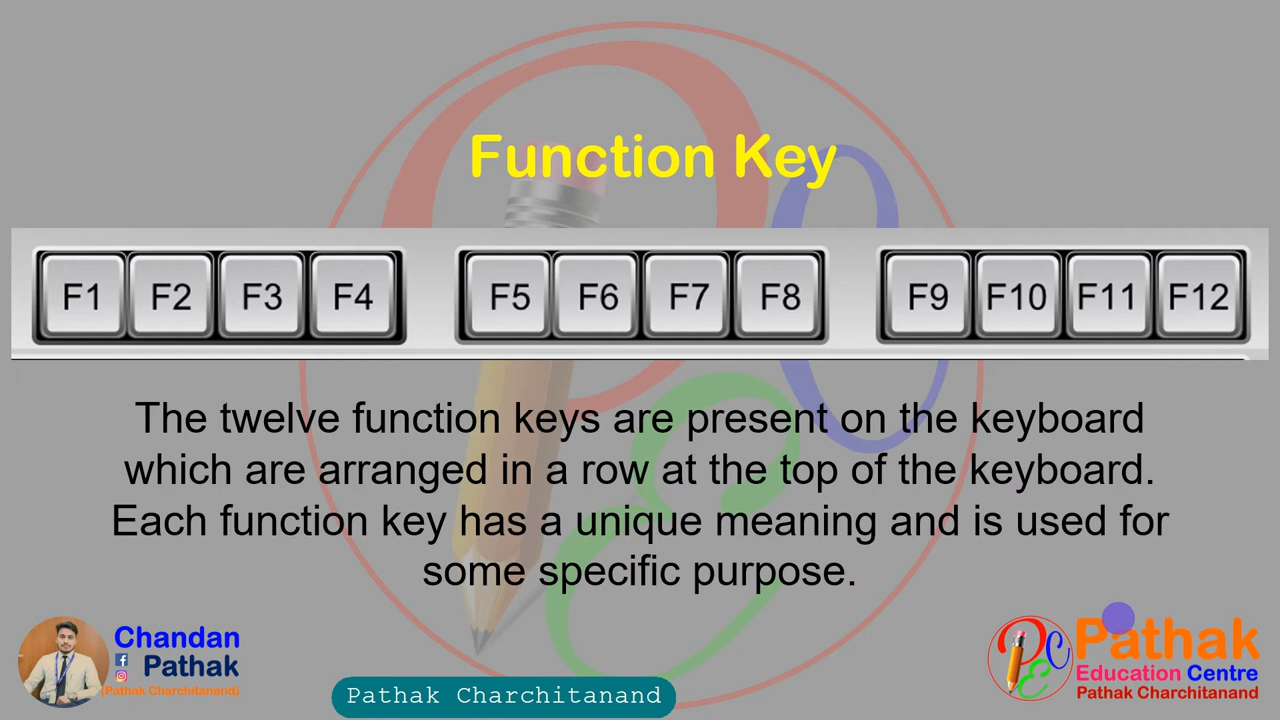 Function Key
F1 F2 F3 F4 F5 F6 F7 F8 F9 F10 F11 F12
The twelve function keys are present on the keyboard
which are arranged in a row at the top of the keyboard.
Each function key has a unique meaning and is used for
some specific purpose.
Chandan
Pathak
(Pathak Charchitanand)
Pathak Charchitanand
PEC
Pathak
Education Centre
Pathak Charchitanand